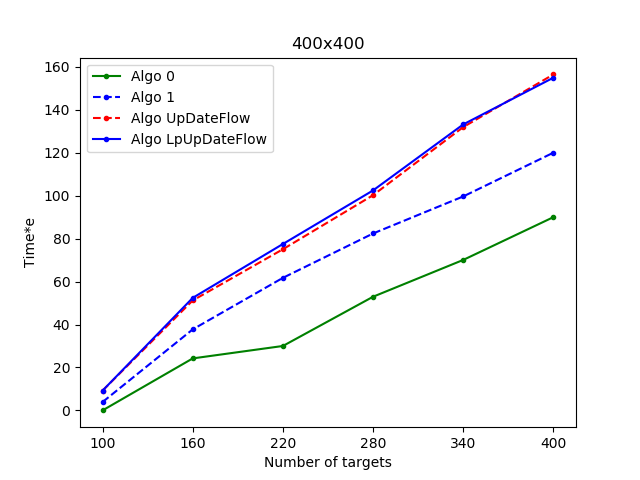 400x400
Algo 0
Algo 1
Algo UpDateFlow
Algo LpUpDateFlow
Time*e
160
140
120
100
80
60
40
20
0
100 160 220 280 340 400
Number of targets